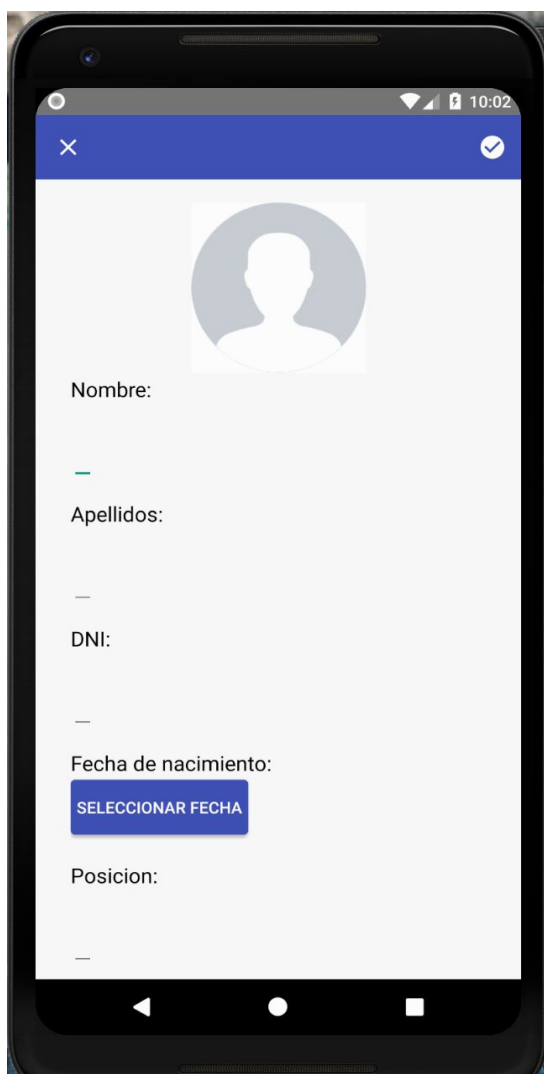 10:02
Nombre:
Apellidos:
DNI:
Fecha de nacimiento:
SELECCIONAR FECHA
Posicion: